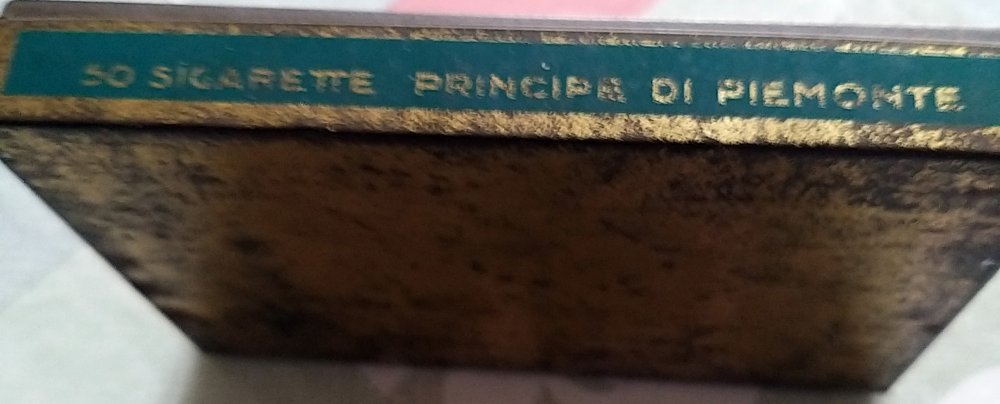 50 SIGARETTE PRINCIPE DI PIEMONTE